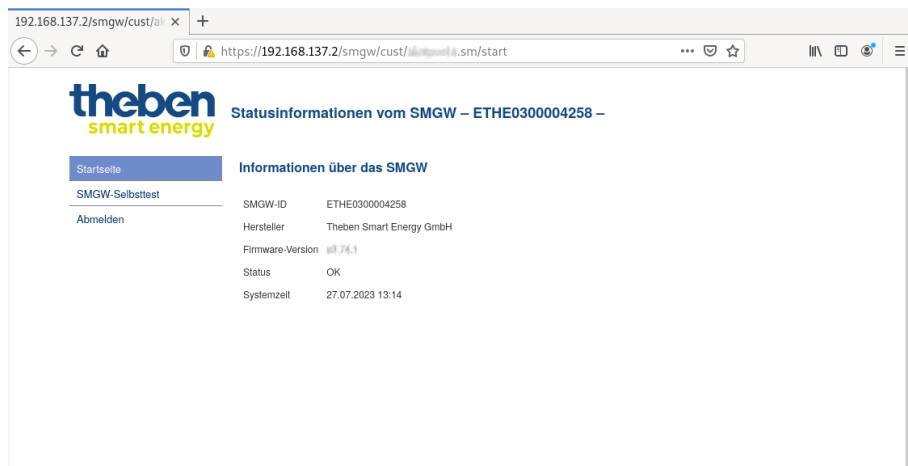 192.168.137.2/smgw/cust/
https://192.168.137.2/smgw/cust/ .sm/start
theben
smart energy
Statusinformationen vom SMGW – ETHE0300004258 –
Startseite
SMGW-Selbsttest
Abmelden
Informationen über das SMGW
SMGW-ID ETHE0300004258
Hersteller Theben Smart Energy GmbH
Firmware-Version
Status OK
Systemzeit 27.07.2023 13:14